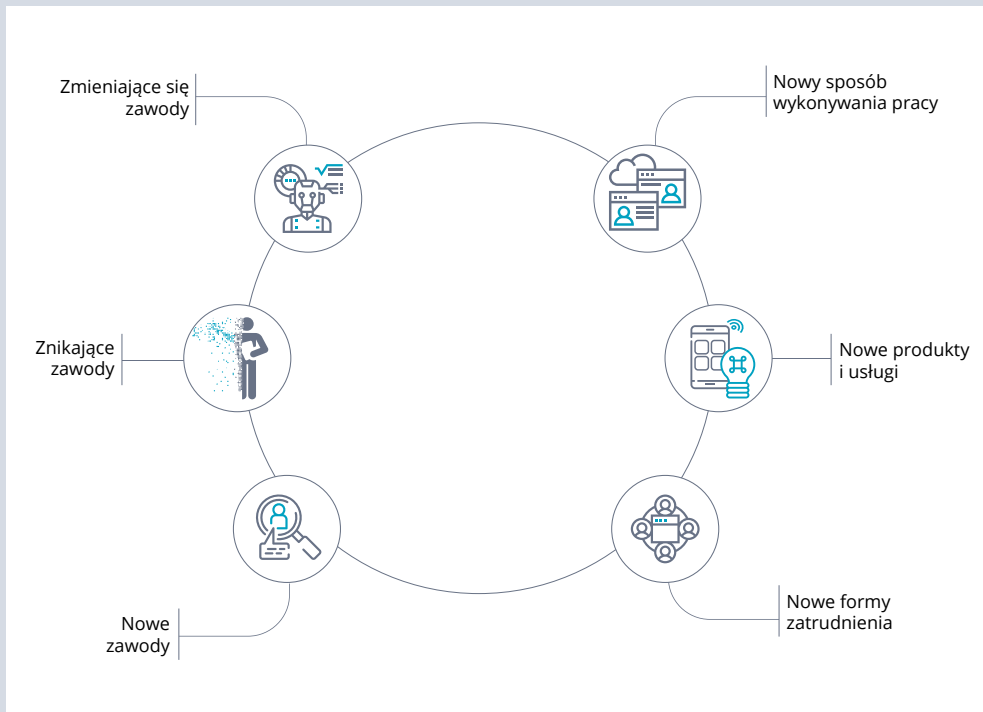 Zmieniające się
zawody
Nowy sposób
wykonywania pracy
Znikające
zawody
Nowe produkty
i usługi
Nowe
zawody
Nowe formy
zatrudnienia